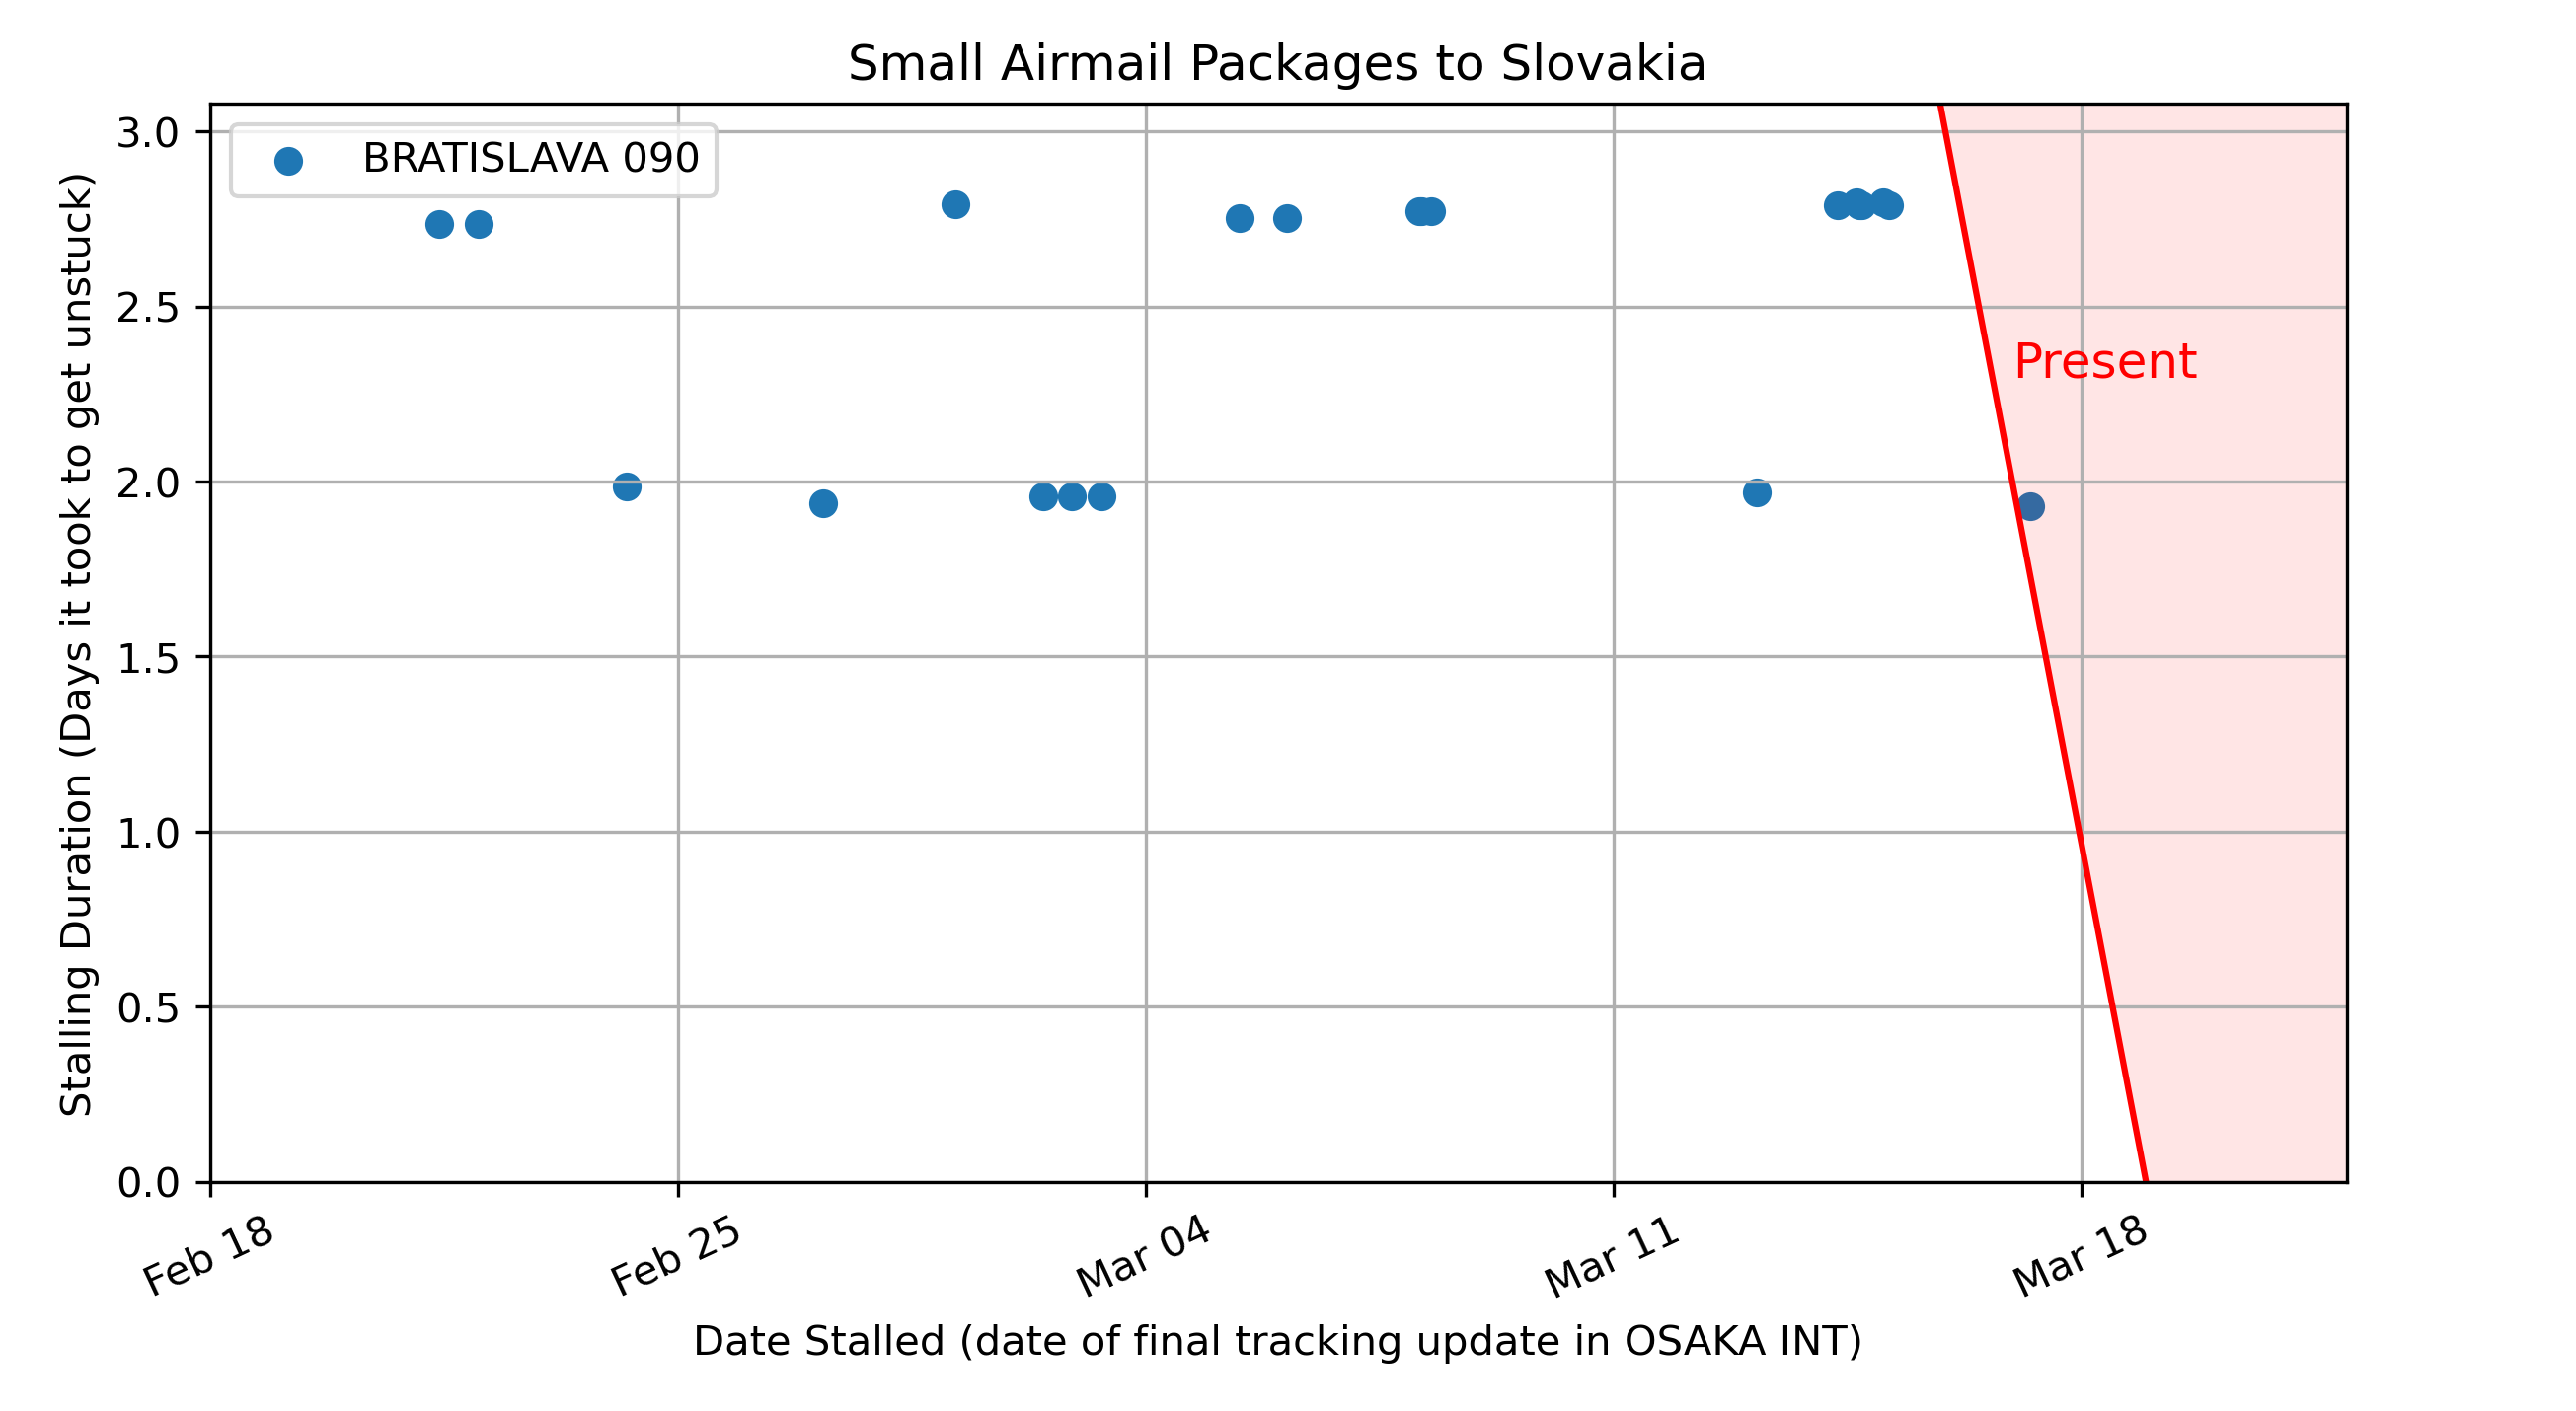 Small Airmail Packages to Slovakia
BRATISLAVA 090
Present
Stalling Duration (Days it took to get unstuck)
3.0
2.5
2.0
1.5
1.0
0.5
0.0
Feb 18
Feb 25
Mar 04
Mar 11
Mar 18
Date Stalled (date of final tracking update in OSAKA INT)